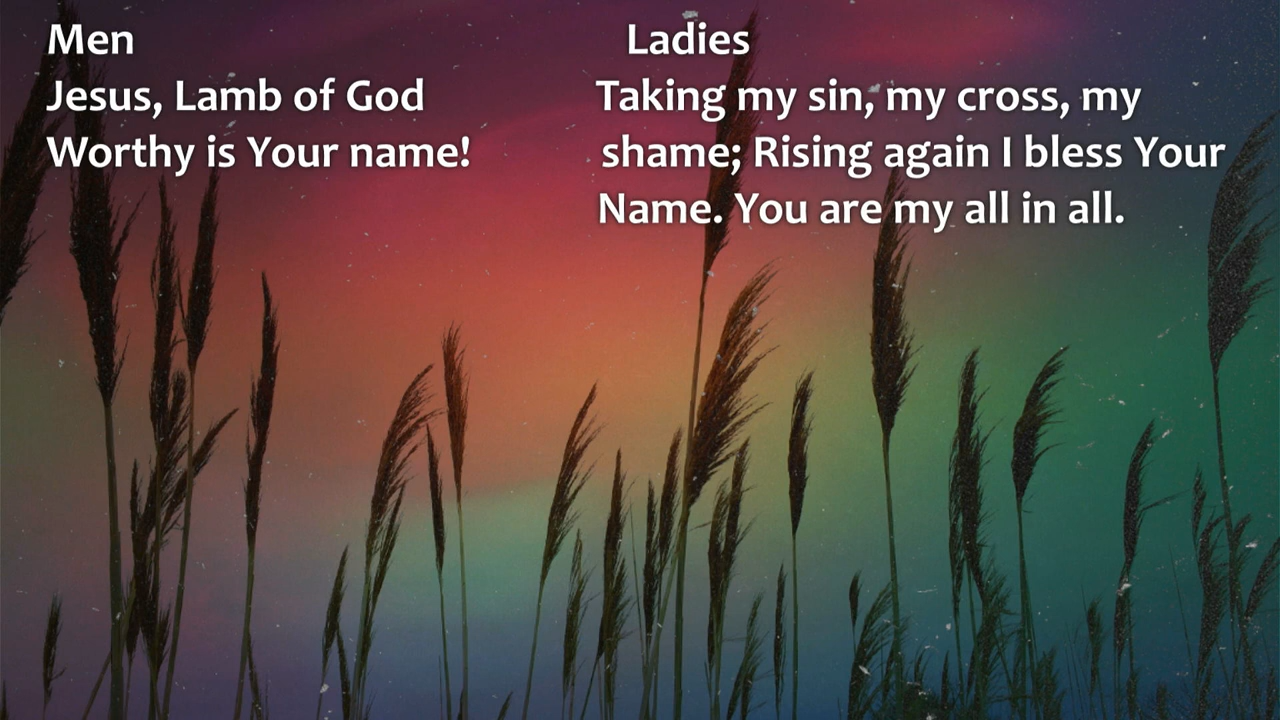 Men
Jesus, Lamb of God
Worthy is Your name!
Ladies
Taking my sin, my cross, my
shame; Rising again I bless Your
Name. You are my all in all.